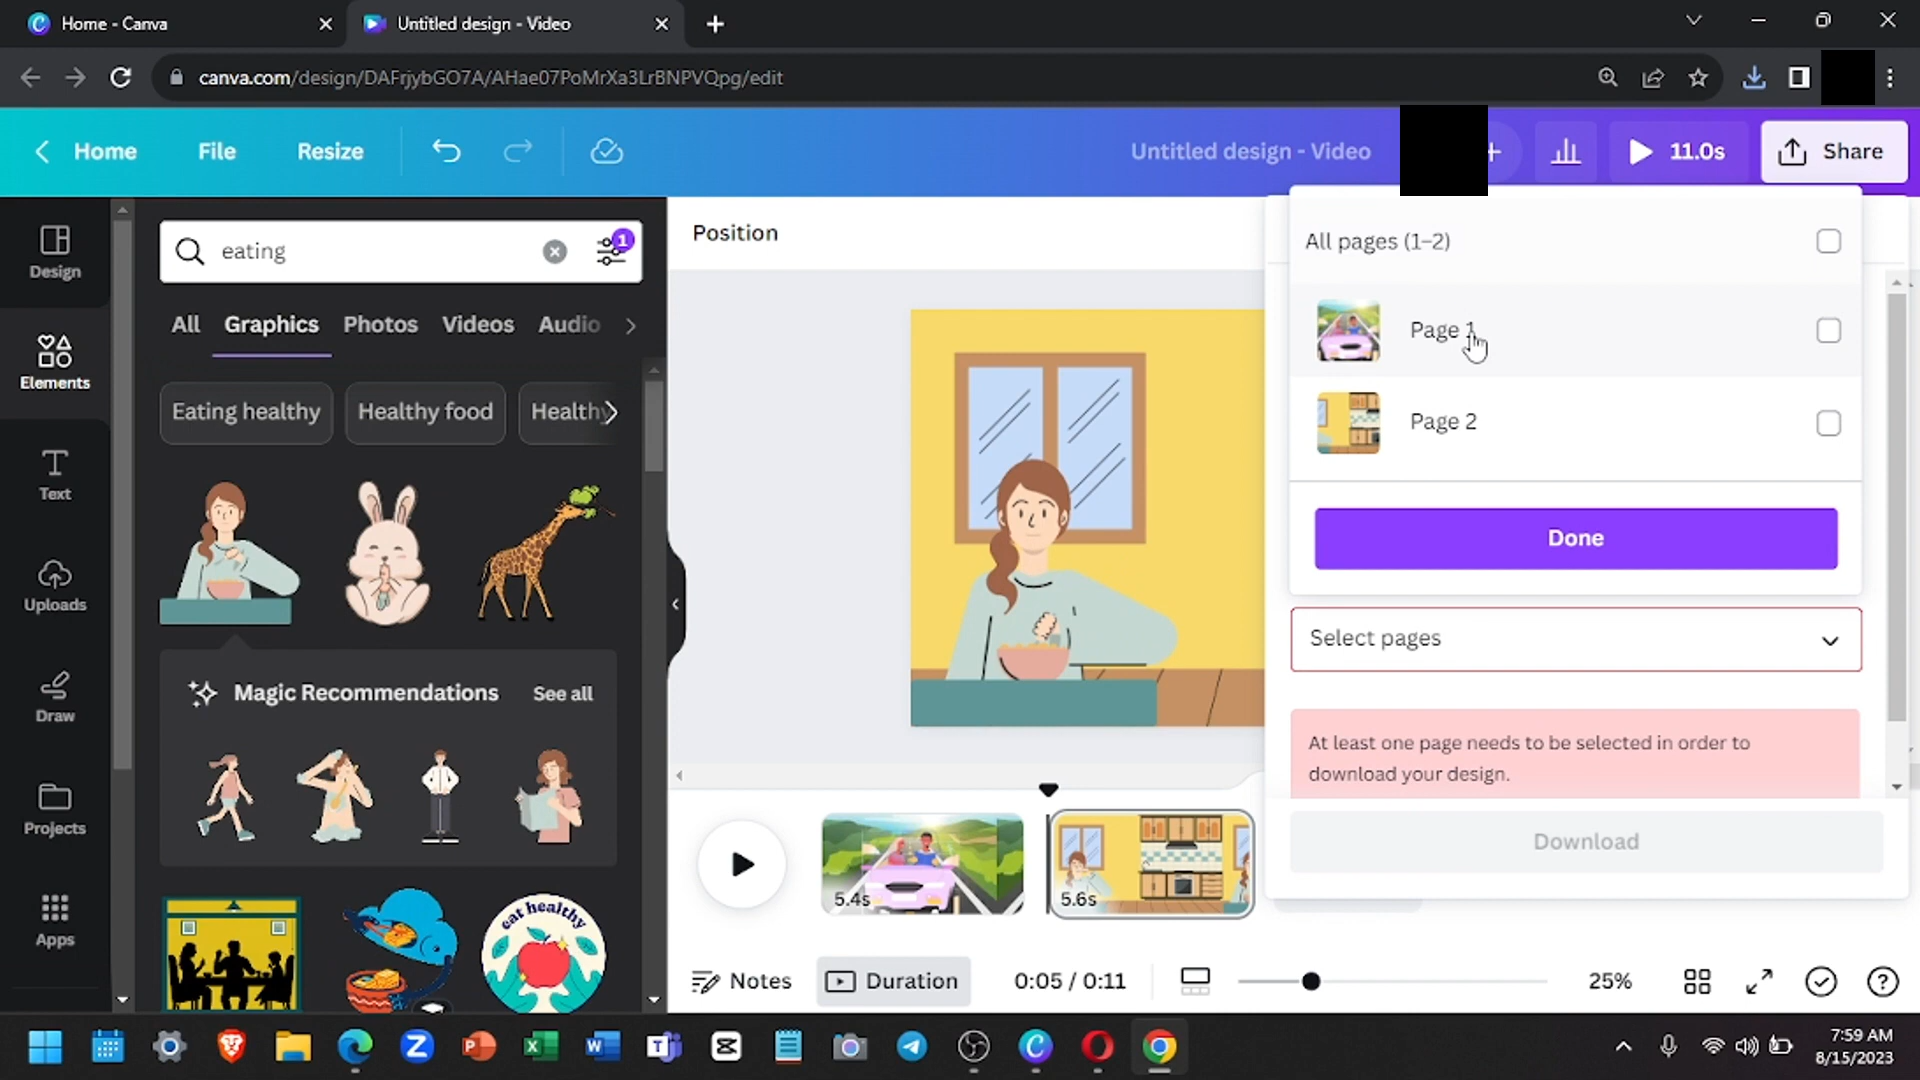 Home - Canva
Untitled design - Video
canva.com/design/DAFrjybGO7A/AHae07PoMrXa3LrBNPVQpg/edit
Home
File
Resize
Untitled design - Video
11.0s
Share
Design
Elements
Text
Uploads
Draw
Projects
Apps
eating
1
All
Graphics
Photos
Videos
Audio
Eating healthy
Healthy food
Healthy
Magic Recommendations
See all
eat healthy
Position
All pages (1–2)
Page 1
Page 2
Done
Select pages
At least one page needs to be selected in order to
download your design.
Download
5.4s
5.6s
Notes
Duration
0:05 / 0:11
25%
7:59 AM
8/15/2023